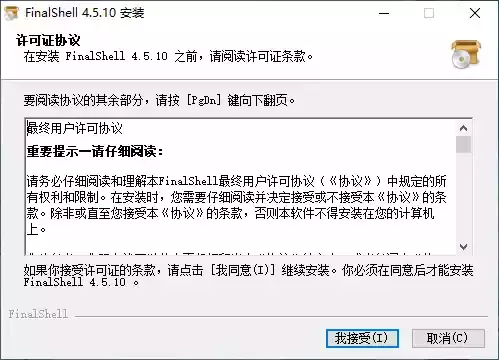 FinalShell 4.5.10 安装
许可证协议
在安装 FinalShell 4.5.10 之前,请阅读许可证条款。
要阅读协议的其余部分,请按 [PgDn] 键向下翻页。
最终用户许可协议
重要提示一请仔细阅读:
请务必仔细阅读和理解本FinalShell最终用户许可协议(《协议》)中规定的所
有权利和限制。在安装时,您需要仔细阅读并决定接受或不接受本《协议》的条
款。除非或直至您接受本《协议》的条款,否则本软件不得安装在您的计算机
上。
如果你接受许可证的条款,请点击 [我同意(I)] 继续安装。你必须在同意后才能安装
FinalShell 4.5.10 。
FinalShell
我接受(I)
取消(C)